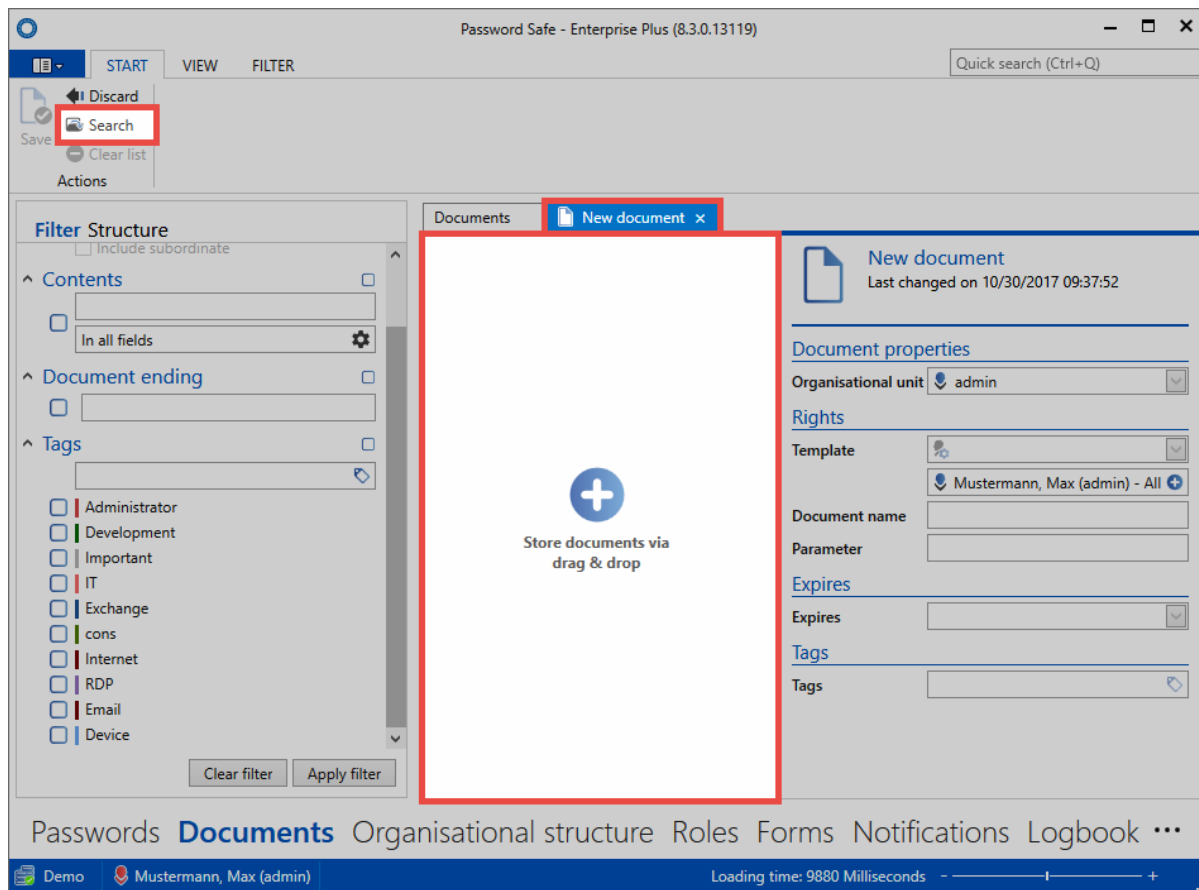 Password Safe - Enterprise Plus (8.3.0.13119)
START VIEW FILTER
Quick search (Ctrl+Q)
Save
Discard
Search
Clear list
Actions
Filter Structure
Include subordinate
Contents
In all fields
Document ending
Tags
Administrator
Development
Important
IT
Exchange
cons
Internet
RDP
Email
Device
Clear filter Apply filter
Documents New document ×
Store documents via
drag & drop
New document
Last changed on 10/30/2017 09:37:52
Document properties
Organisational unit admin
Rights
Template
Mustermann, Max (admin) - All
Document name
Parameter
Expires
Expires
Tags
Tags
Passwords Documents Organisational structure Roles Forms Notifications Logbook •••
Demo Mustermann, Max (admin) Loading time: 9880 Milliseconds - +